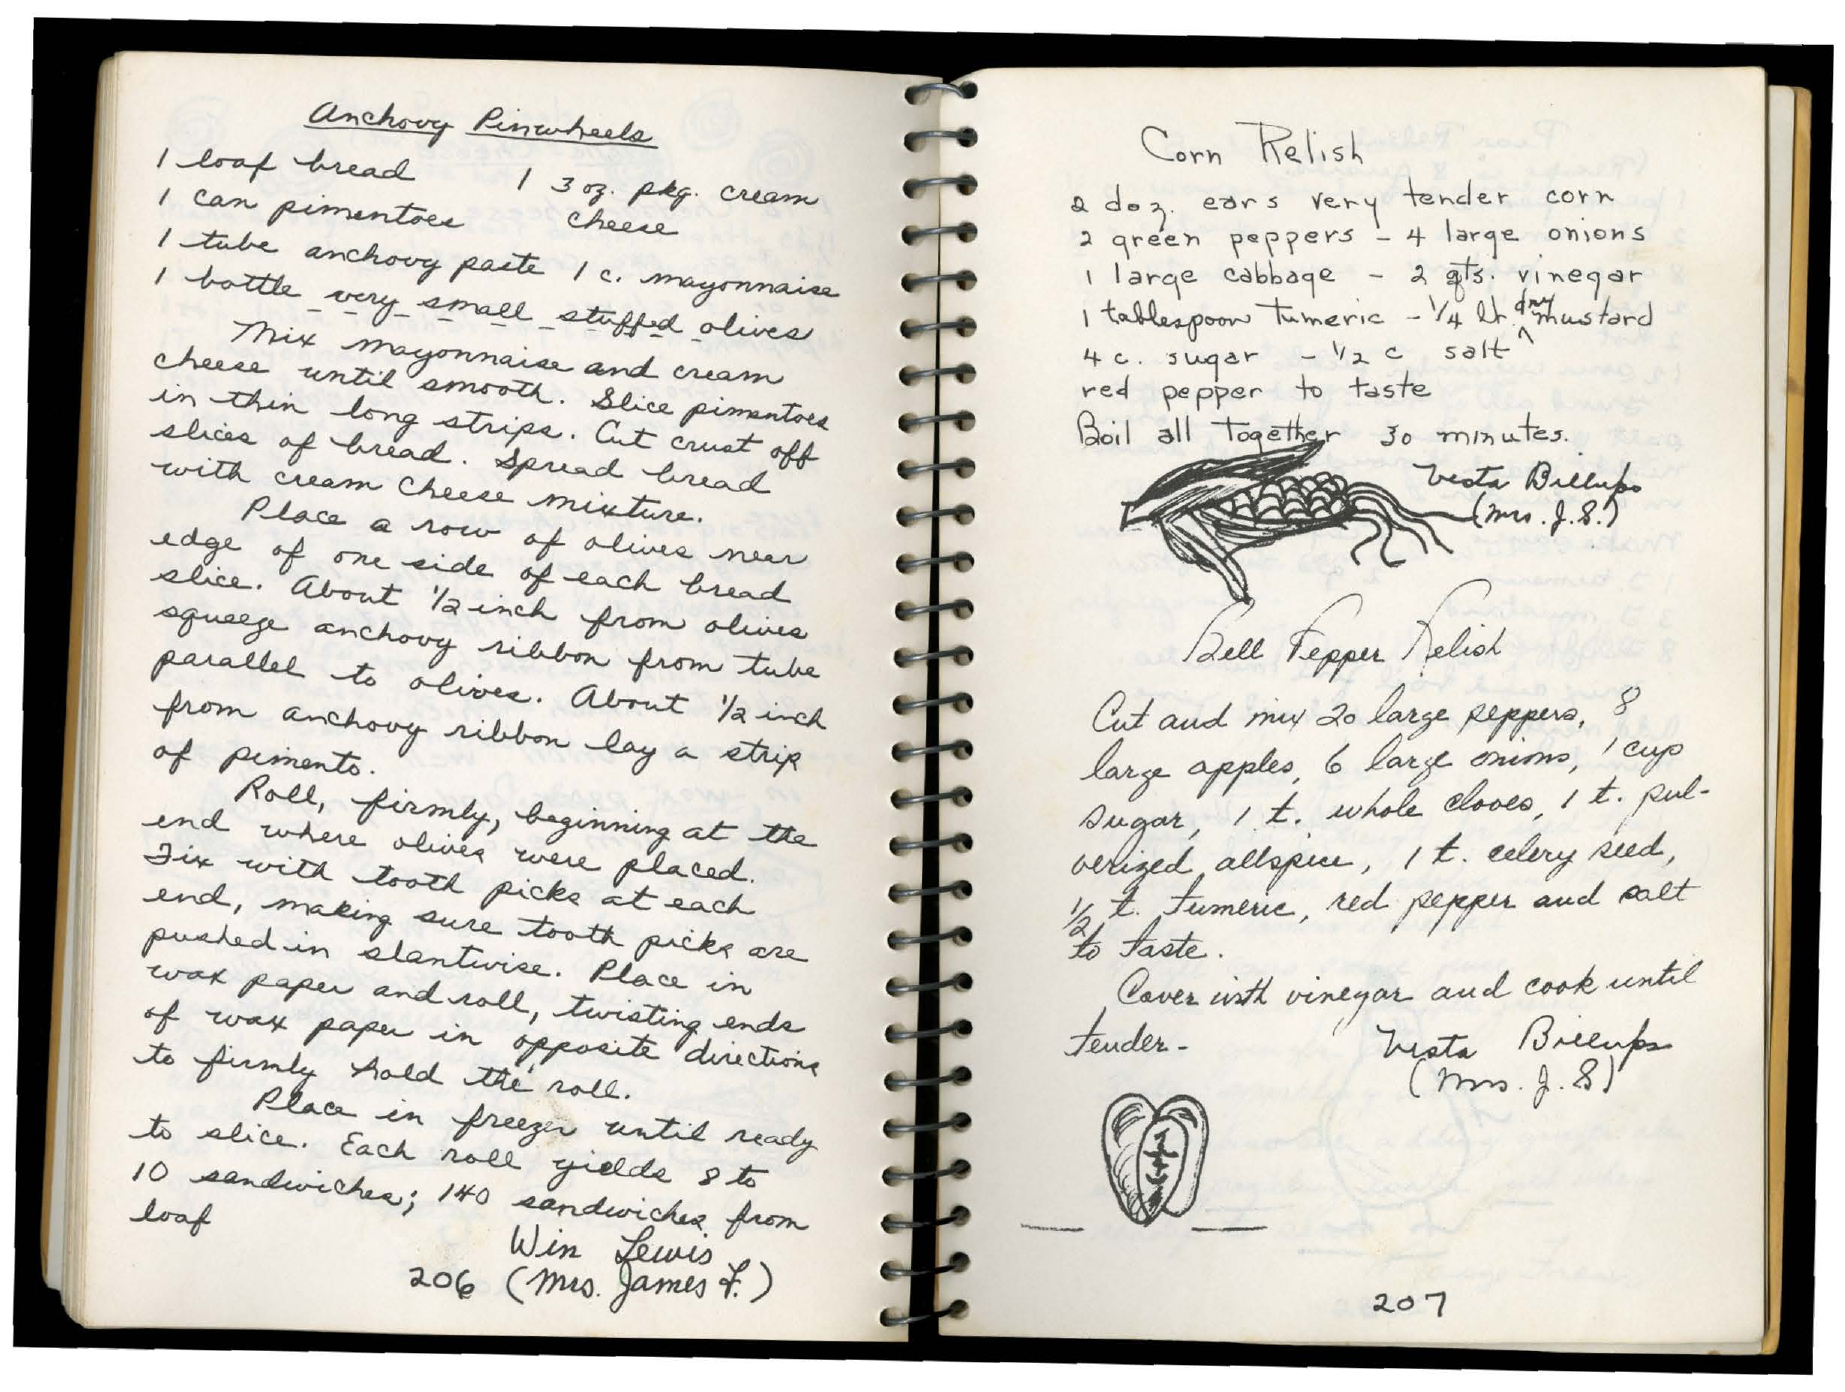 Anchovy Pinwheels
1 loaf bread 1 3 oz. pkg. cream
1 can pimentoes cheese
1 tube anchovy paste 1 c. mayonnaise
1 bottle very small stuffed olives
Mix mayonnaise and cream
cheese until smooth. Slice pimentoes
in thin long strips. Cut crust off
slices of bread. Spread bread
with cream cheese mixture.
Place a row of olives near
edge of one side of each bread
slice. About 1/2 inch from olives
squeeze anchovy ribbon from tube
parallel to olives. About 1/2 inch
from anchovy ribbon lay a strip
of pimento.
Roll, firmly, beginning at the
end where olives were placed.
Fix with tooth picks at each
end, making sure tooth picks are
pushed in slantwise. Place in
wax paper and roll, twisting ends
of wax paper in opposite directions
to firmly hold the roll.
Place in freezer until ready
to slice. Each roll yields 8 to
10 sandwiches; 140 sandwiches from
loaf
Win Lewis
206 (Mrs. James F.)
Corn Relish
2 doz. ears very tender corn
2 green peppers - 4 large onions
1 large cabbage - 2 qts. vinegar
1 tablespoon Tumeric - 1/4 lb. dry mustard
4 c. sugar - 1/2 c salt
red pepper to taste
Boil all together 30 minutes.
Vesta Billups
(Mrs. J. S.)
Bell Pepper Relish
Cut and mix 20 large peppers, 8
large apples, 6 large onions, 1 cup
sugar, 1 t. whole cloves, 1 t. pul-
verized allspice, 1 t. celery seed,
1/2 t. tumeric, red pepper and salt
to taste.
Cover with vinegar and cook until
tender-
Vesta Billups
(Mrs. J. S)
207